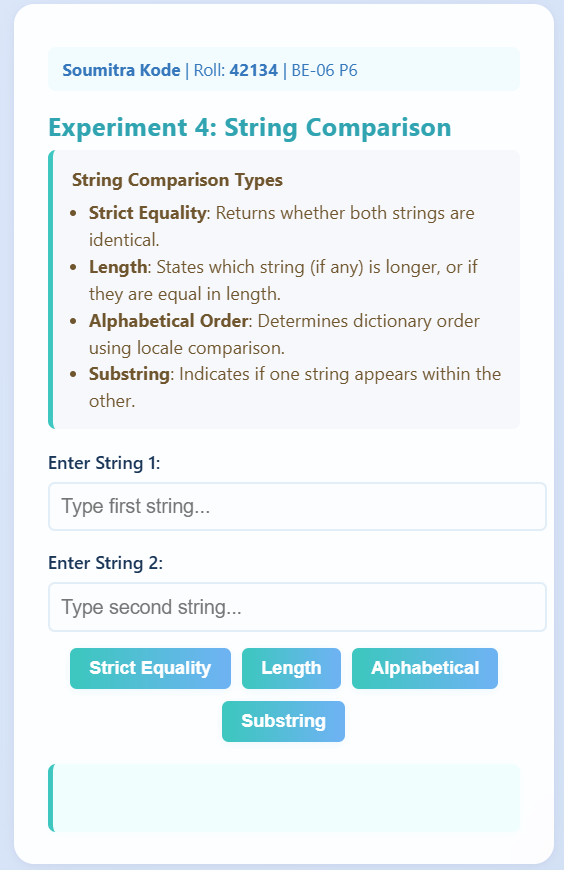 Soumitra Kode | Roll: 42134 | BE-06 P6
Experiment 4: String Comparison
String Comparison Types
• Strict Equality: Returns whether both strings are
identical.
• Length: States which string (if any) is longer, or if
they are equal in length.
• Alphabetical Order: Determines dictionary order
using locale comparison.
• Substring: Indicates if one string appears within the
other.
Enter String 1:
Type first string...
Enter String 2:
Type second string...
Strict Equality Length Alphabetical
Substring